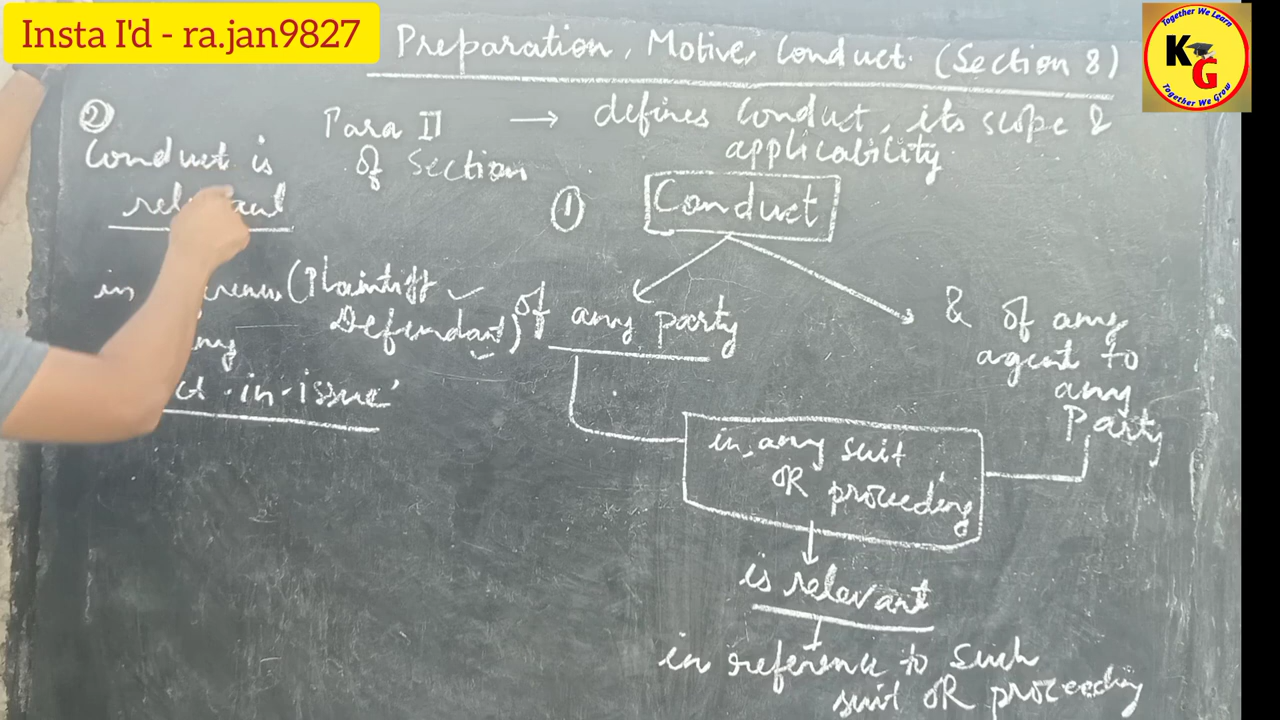 Insta I'd - ra.jan9827
Preparation, Motive, Conduct. (Section 8)
Together We Learn
KG
Together We Grow
Para II → defines Conduct, its scope &
of Section applicability
②
Conduct is
in (Plaintiff ✓
Defendant)
-in-issue'
① Conduct
of any party
& of any
agent to
any
Party
in any suit
OR proceeding
is relevant
in reference to such
suit OR proceeding